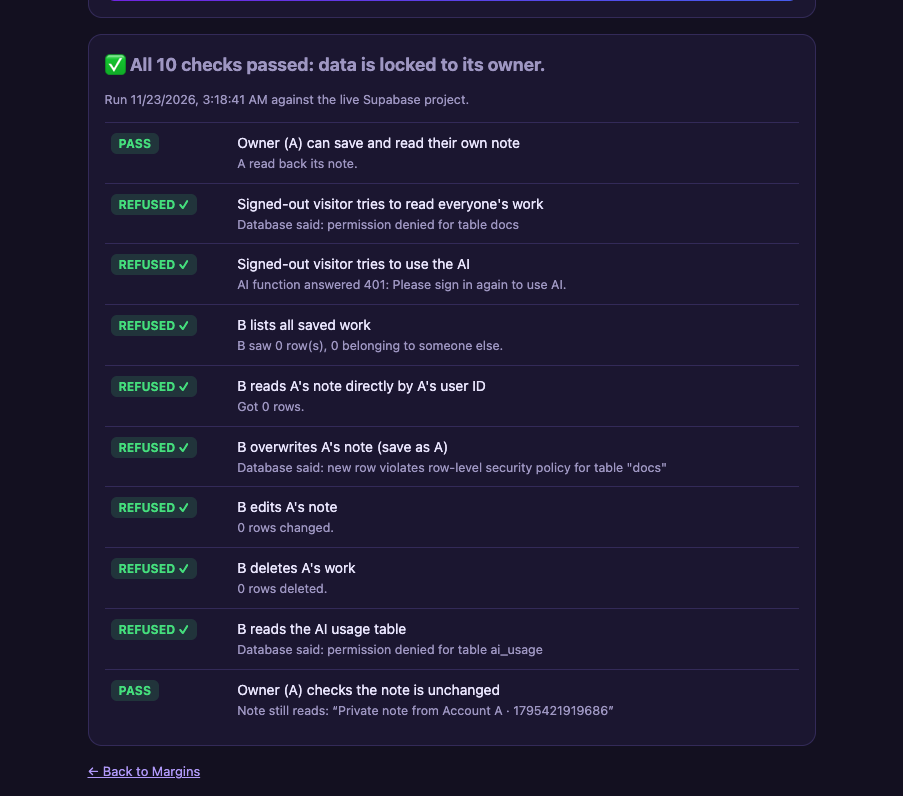 ✅ All 10 checks passed: data is locked to its owner.
Run 11/23/2026, 3:18:41 AM against the live Supabase project.
PASS
Owner (A) can save and read their own note
A read back its note.
REFUSED ✓
Signed-out visitor tries to read everyone's work
Database said: permission denied for table docs
REFUSED ✓
Signed-out visitor tries to use the AI
AI function answered 401: Please sign in again to use AI.
REFUSED ✓
B lists all saved work
B saw 0 row(s), 0 belonging to someone else.
REFUSED ✓
B reads A's note directly by A's user ID
Got 0 rows.
REFUSED ✓
B overwrites A's note (save as A)
Database said: new row violates row-level security policy for table "docs"
REFUSED ✓
B edits A's note
0 rows changed.
REFUSED ✓
B deletes A's work
0 rows deleted.
REFUSED ✓
B reads the AI usage table
Database said: permission denied for table ai_usage
PASS
Owner (A) checks the note is unchanged
Note still reads: “Private note from Account A · 1795421919686”
← Back to Margins